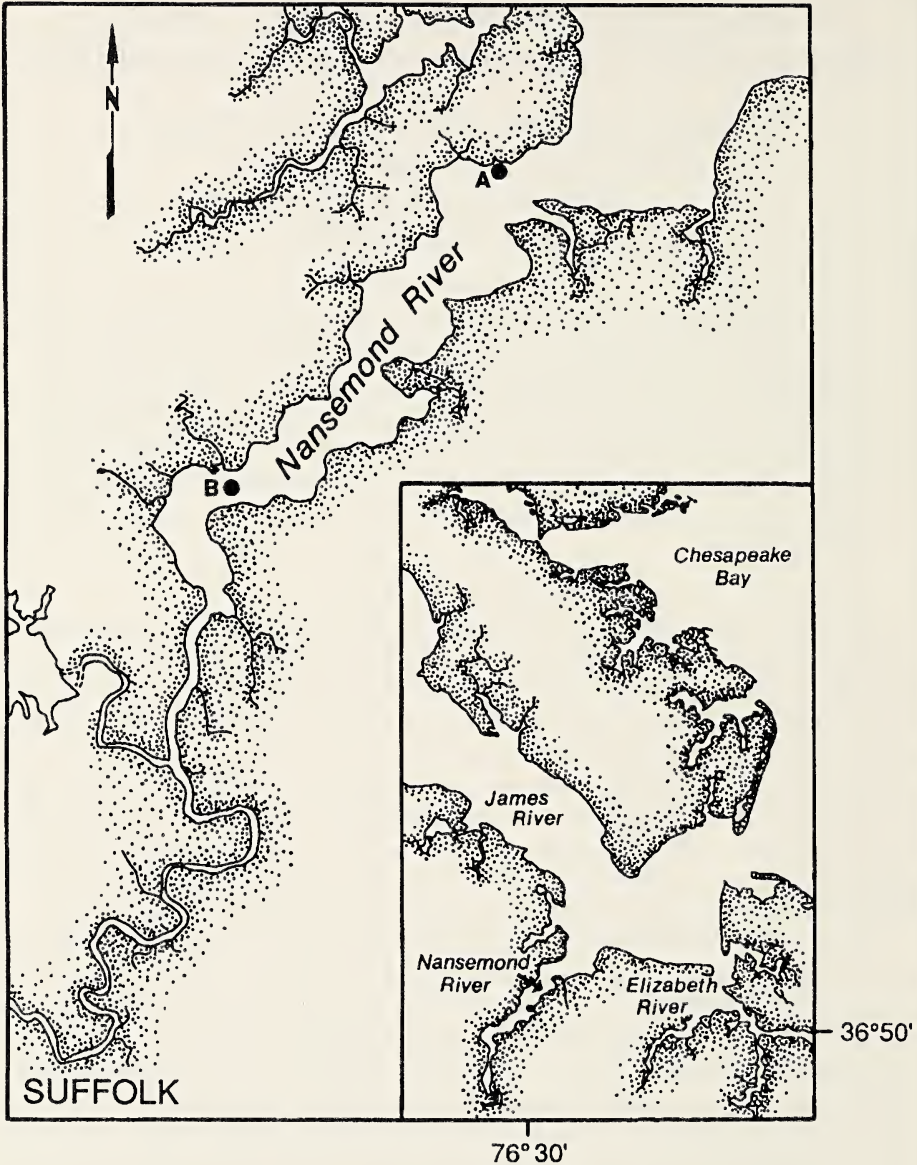 N
A
Nansemond River
B
Chesapeake
Bay
James
River
Nansemond
River
Elizabeth
River
36°50'
SUFFOLK
76°30'